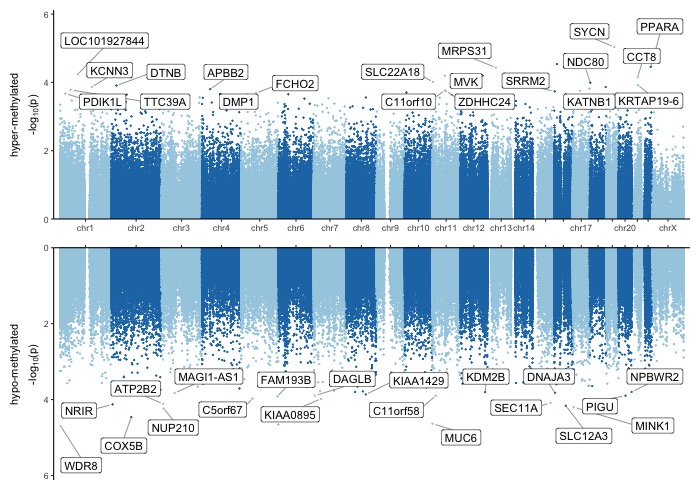 6
PPARA
SYCN
LOC101927844
MRPS31
CCT8
NDC80
KCNN3
DTNB
APBB2
SLC22A18
FCHO2
MVK
SRRM2
4
PDIK1L
TTC39A
DMP1
C11orf10
ZDHHC24
KATNB1
KRTAP19-6
hyper-methylated
-log10(p)
2
0
chr1 chr2 chr3 chr4 chr5 chr6 chr7 chr8 chr9 chr10 chr11 chr12 chr13 chr14 chr17 chr20 chrX
0
2
hypo-methylated
-log10(p)
MAGI1-AS1
FAM193B
DAGLB
KIAA1429
KDM2B
DNAJA3
NPBWR2
ATP2B2
4
NRIR
C5orf67
KIAA0895
C11orf58
SEC11A
PIGU
NUP210
MINK1
COX5B
MUC6
SLC12A3
WDR8
6